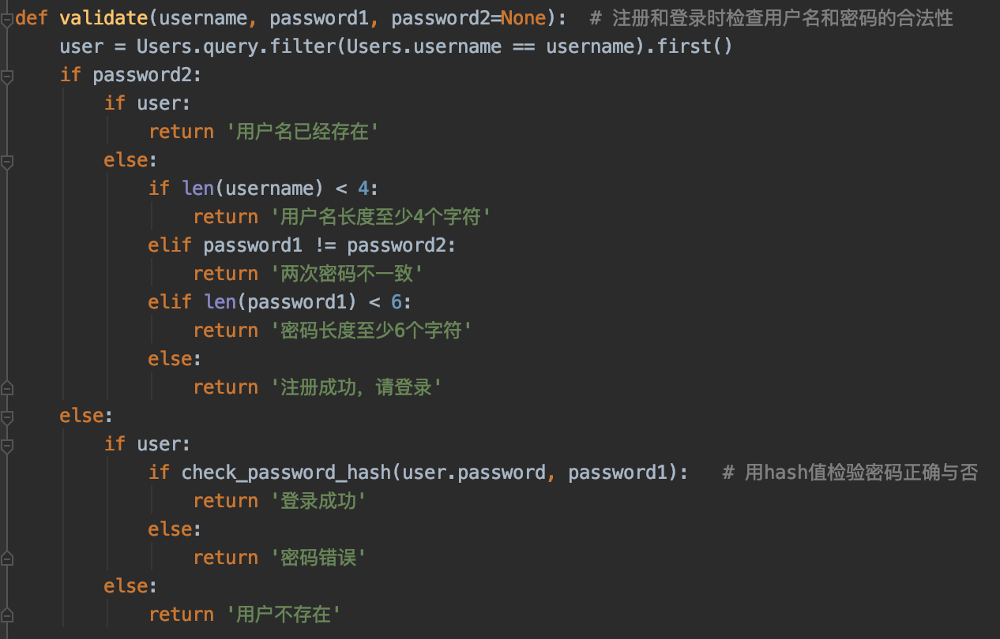 def validate(username, password1, password2=None):  # 注册和登录时检查用户名和密码的合法性
    user = Users.query.filter(Users.username == username).first()
    if password2:
        if user:
            return '用户名已经存在'
        else:
            if len(username) < 4:
                return '用户名长度至少4个字符'
            elif password1 != password2:
                return '两次密码不一致'
            elif len(password1) < 6:
                return '密码长度至少6个字符'
            else:
                return '注册成功，请登录'
    else:
        if user:
            if check_password_hash(user.password, password1):   # 用hash值检验密码正确与否
                return '登录成功'
            else:
                return '密码错误'
        else:
            return '用户不存在'